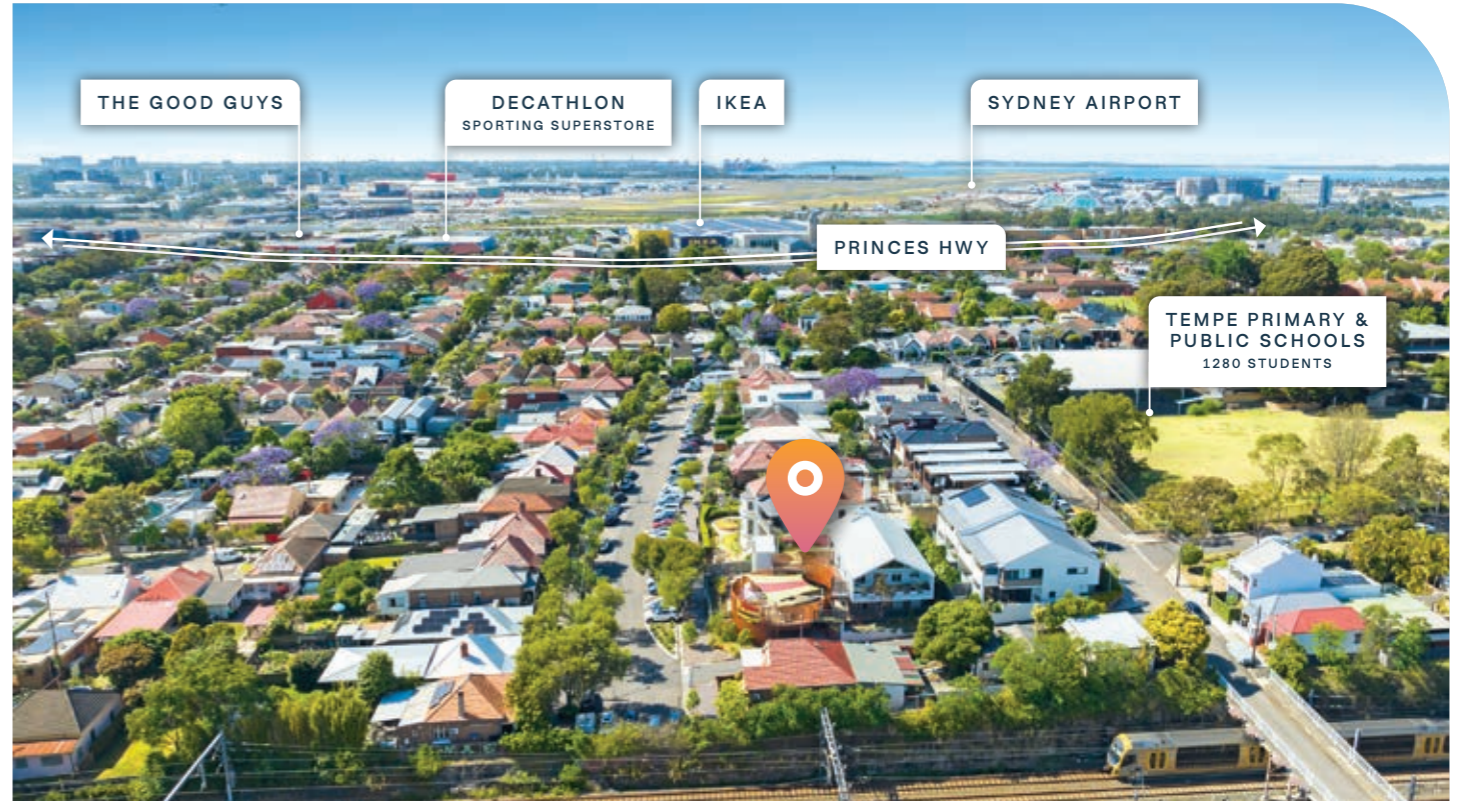 THE GOOD GUYS
DECATHLON
SPORTING SUPERSTORE
IKEA
SYDNEY AIRPORT
PRINCES HWY
TEMPE PRIMARY &
PUBLIC SCHOOLS
1280 STUDENTS